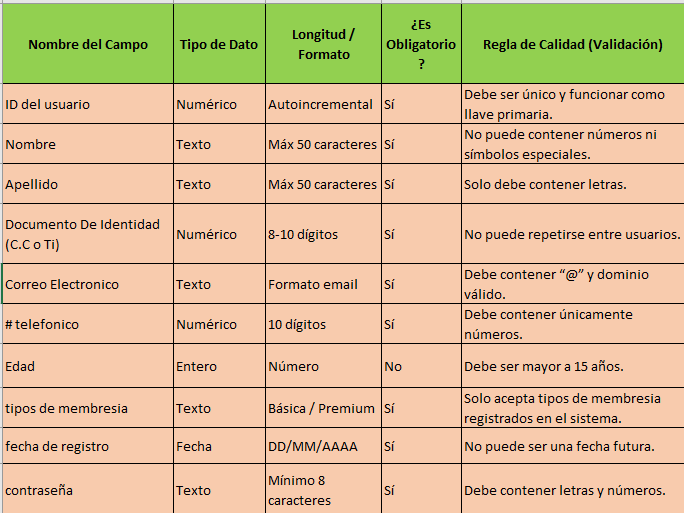 Nombre del Campo Tipo de Dato Longitud / Formato ¿Es Obligatorio ? Regla de Calidad (Validación)
ID del usuario Numérico Autoincremental Sí Debe ser único y funcionar como llave primaria.
Nombre Texto Máx 50 caracteres Sí No puede contener números ni símbolos especiales.
Apellido Texto Máx 50 caracteres Sí Solo debe contener letras.
Documento De Identidad (C.C o Ti) Numérico 8-10 dígitos Sí No puede repetirse entre usuarios.
Correo Electronico Texto Formato email Sí Debe contener “@” y dominio válido.
# telefonico Numérico 10 dígitos Sí Debe contener únicamente números.
Edad Entero Número No Debe ser mayor a 15 años.
tipos de membresia Texto Básica / Premium Sí Solo acepta tipos de membresia registrados en el sistema.
fecha de registro Fecha DD/MM/AAAA Sí No puede ser una fecha futura.
contraseña Texto Mínimo 8 caracteres Sí Debe contener letras y números.